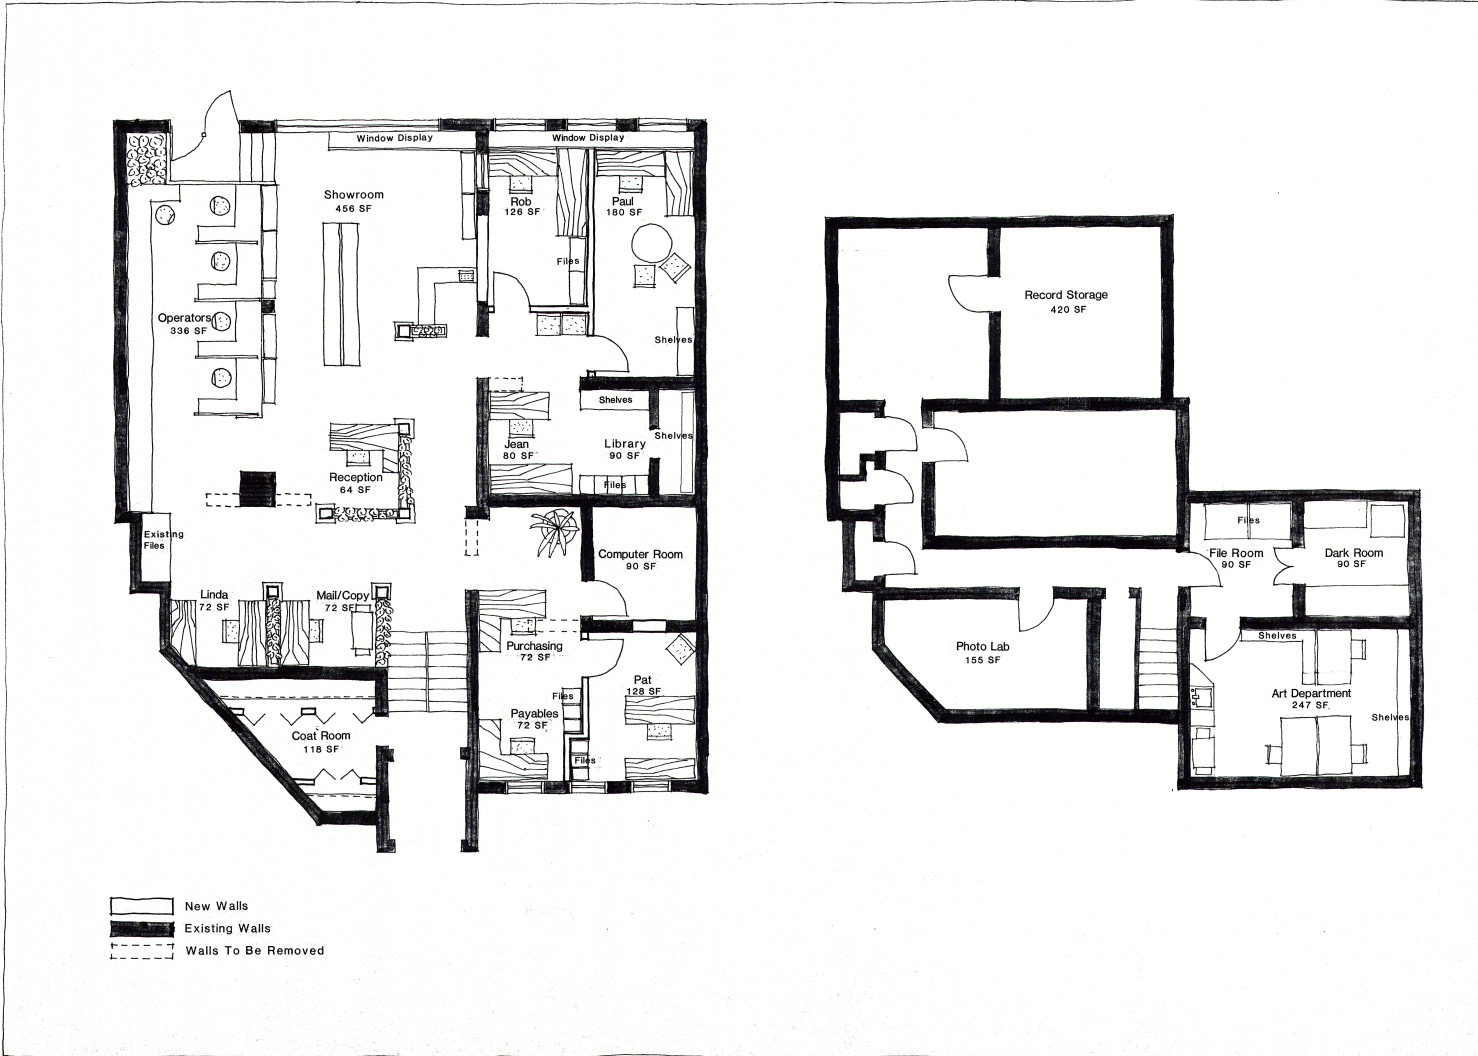 Window Display
Window Display
Showroom
456 SF
Rob
126 SF
Paul
180 SF
Files
Operators
336 SF
Shelves
Shelves
Jean
80 SF
Library
90 SF
Shelves
Files
Reception
64 SF
Existing
Files
Computer Room
90 SF
Linda
72 SF
Mail/Copy
72 SF
Purchasing
72 SF
Pat
128 SF
Files
Payables
72 SF
Files
Coat Room
118 SF
Record Storage
420 SF
Files
File Room
90 SF
Dark Room
90 SF
Photo Lab
155 SF
Shelves
Art Department
247 SF
Shelves
New Walls
Existing Walls
Walls To Be Removed